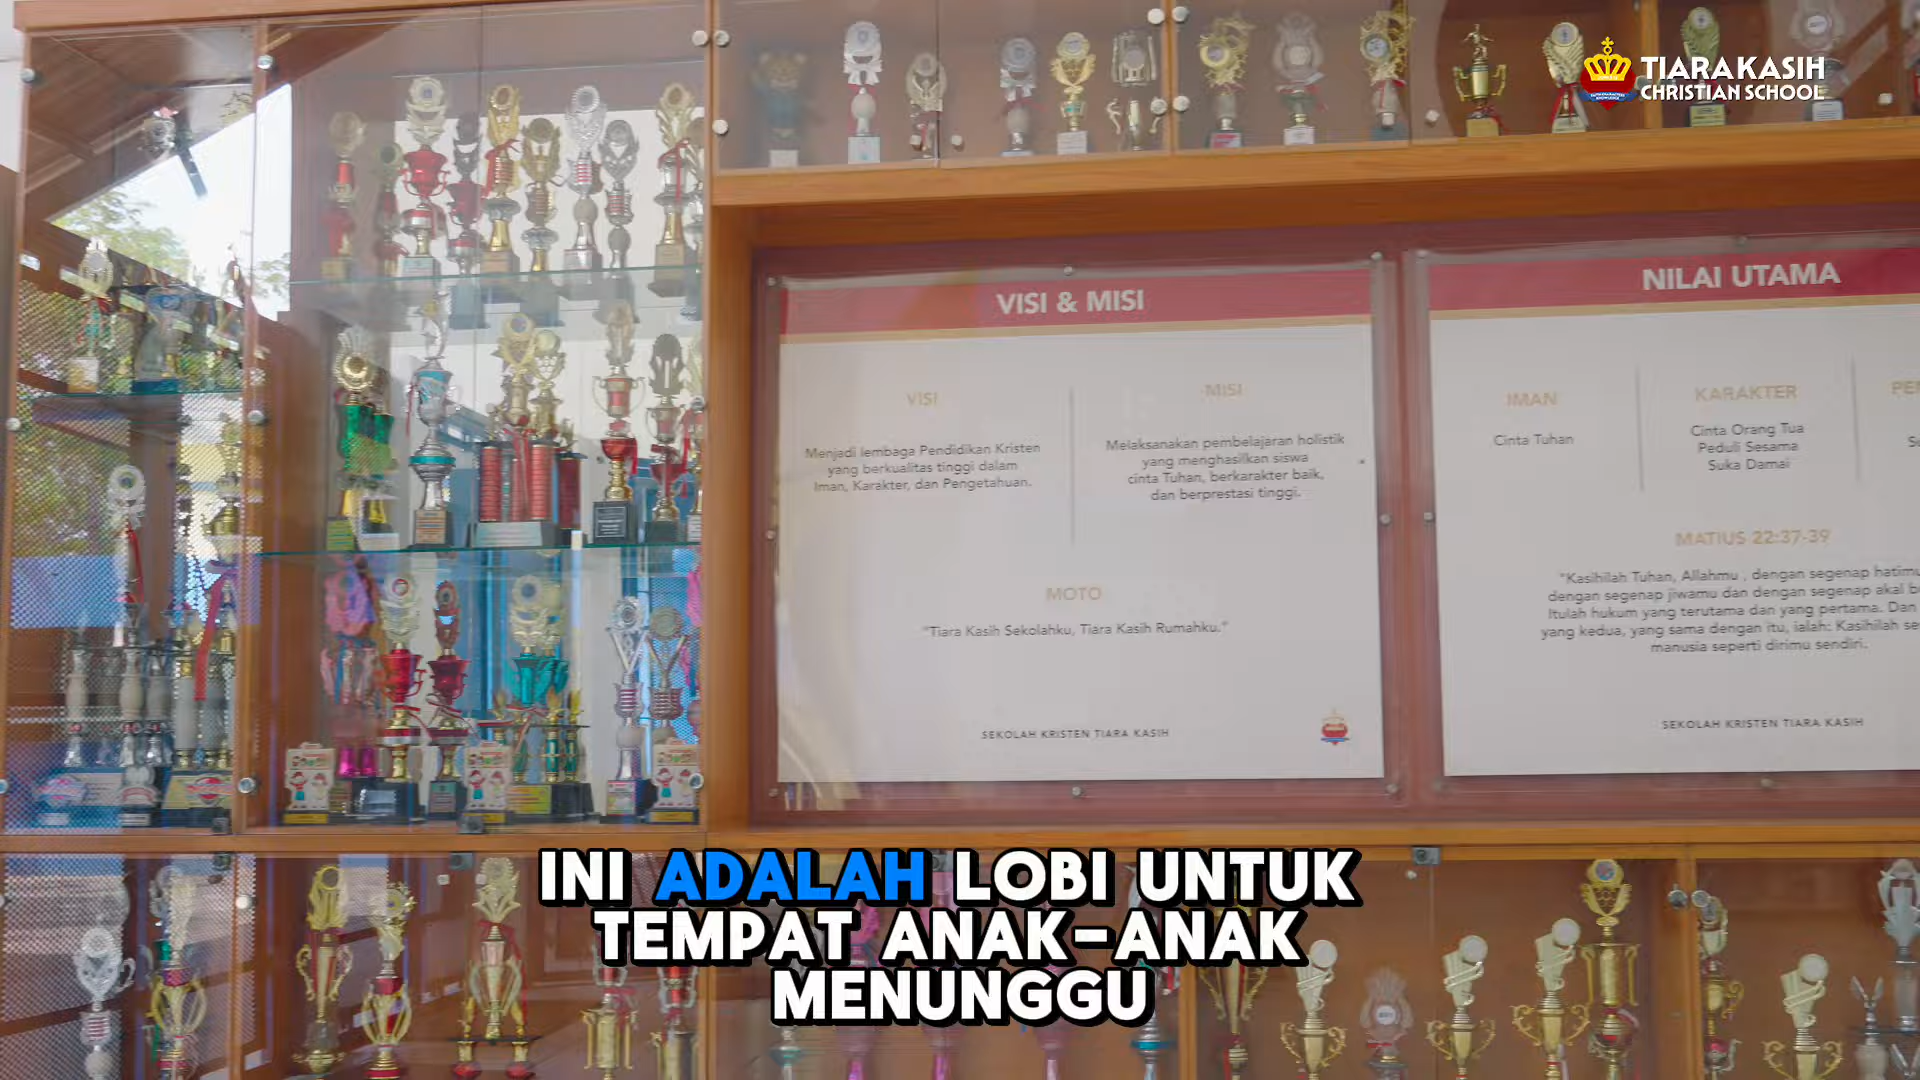 TIARA KASIH
CHRISTIAN SCHOOL
VISI & MISI
VISI
Menjadi lembaga Pendidikan Kristen
yang berkualitas tinggi dalam
Iman, Karakter, dan Pengetahuan.
MISI
Melaksanakan pembelajaran holistik
yang menghasilkan siswa
cinta Tuhan, berkarakter baik,
dan berprestasi tinggi.
MOTO
"Tiara Kasih Sekolahku, Tiara Kasih Rumahku."
SEKOLAH KRISTEN TIARA KASIH
NILAI UTAMA
IMAN
Cinta Tuhan
KARAKTER
Cinta Orang Tua
Peduli Sesama
Suka Damai
MATIUS 22:37-39
"Kasihilah Tuhan, Allahmu , dengan segenap hatimu
dengan segenap jiwamu dan dengan segenap akal
Itulah hukum yang terutama dan yang pertama. Dan
yang kedua, yang sama dengan itu, ialah: Kasihilah
manusia seperti dirimu sendiri.
SEKOLAH KRISTEN TIARA KASIH
INI ADALAH LOBI UNTUK
TEMPAT ANAK-ANAK
MENUNGGU